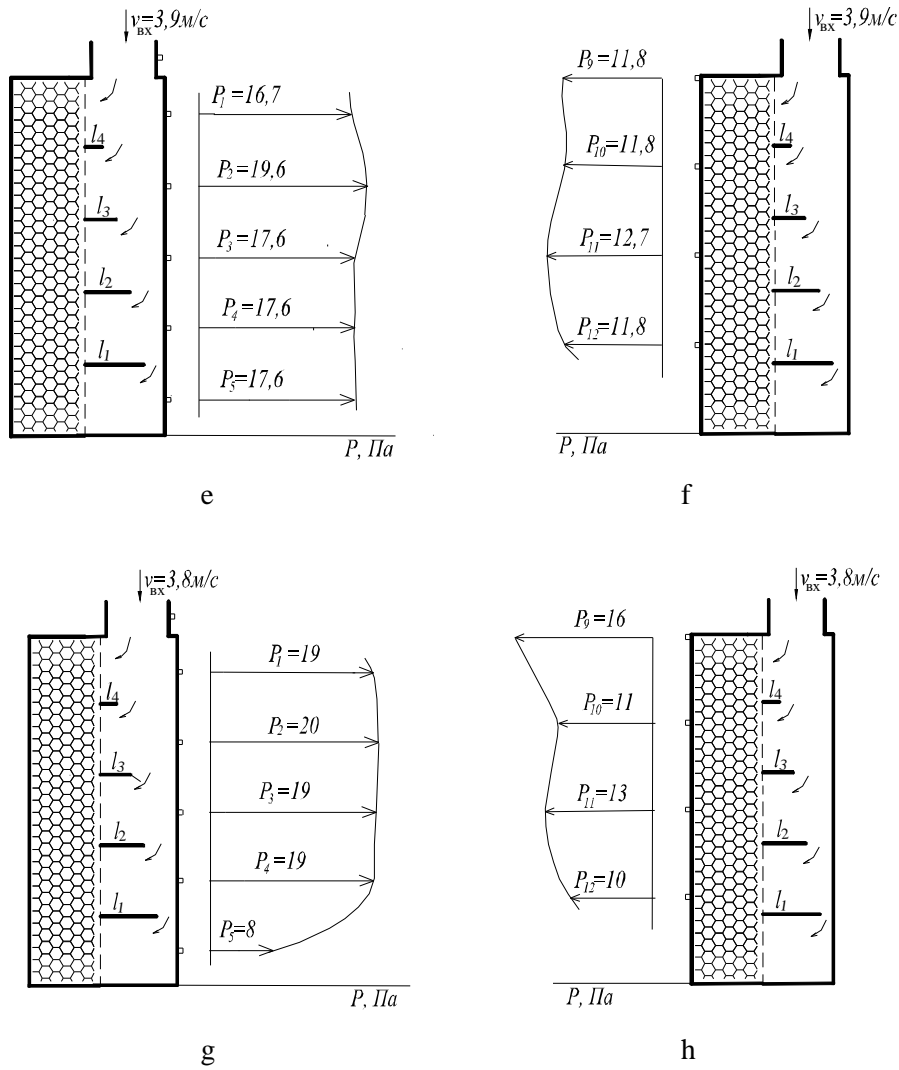 v вх=3,9м/с
P1 =16,7
l4
P2 =19,6
l3
P3 =17,6
l2
P4 =17,6
l1
P5=17,6
P, Па
e
v вх=3,9м/с
P9 =11,8
l4
P10=11,8
l3
P11=12,7
l2
P12=11,8
l1
P, Па
f
v=3,8м/с
вх
P1 =19
l4
P2 =20
l3
P3 =19
l2
P4 =19
l1
P5=8
P, Па
g
v вх=3,8м/с
P9 =16
l4
P10=11
l3
P11=13
l2
P12=10
l1
P, Па
h